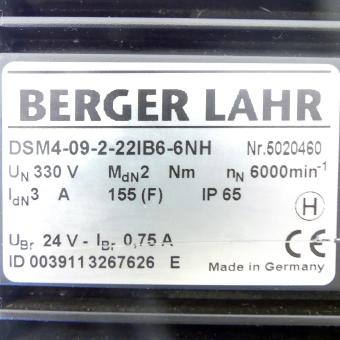 BERGER LAHR
DSM4-09-2-22IB6-6NH Nr.5020460
UN 330 V MdN2 Nm nN 6000min-1
IdN3 A 155 (F) IP 65
H
UBr 24 V - IBr 0,75 A CE
ID 0039113267626 E Made in Germany